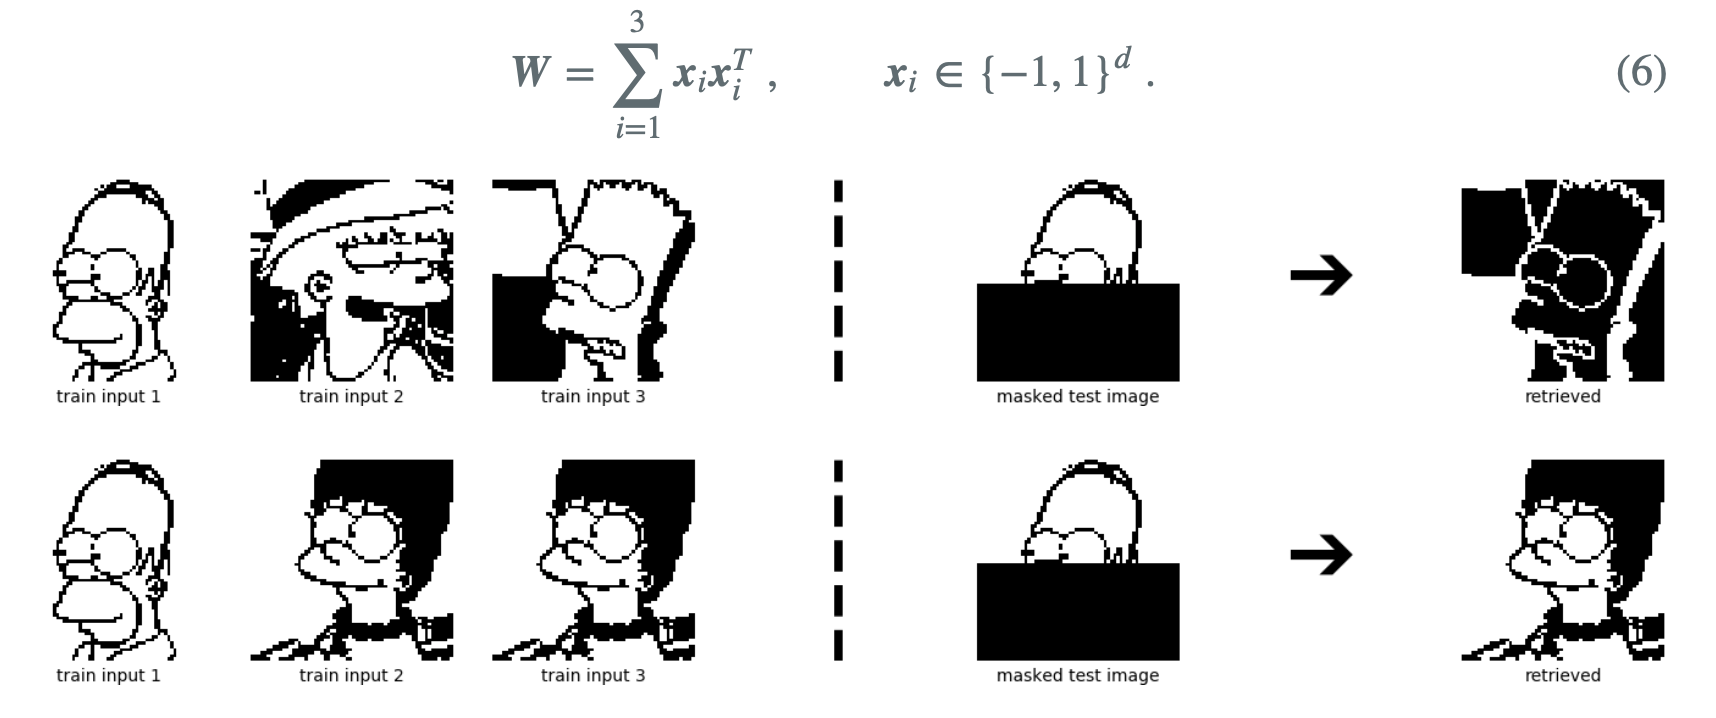 W = \sum_{i=1}^{3} x_i x_i^T , x_i ∈ {−1, 1}^d . (6)
train input 1 train input 2 train input 3 masked test image retrieved
train input 1 train input 2 train input 3 masked test image retrieved